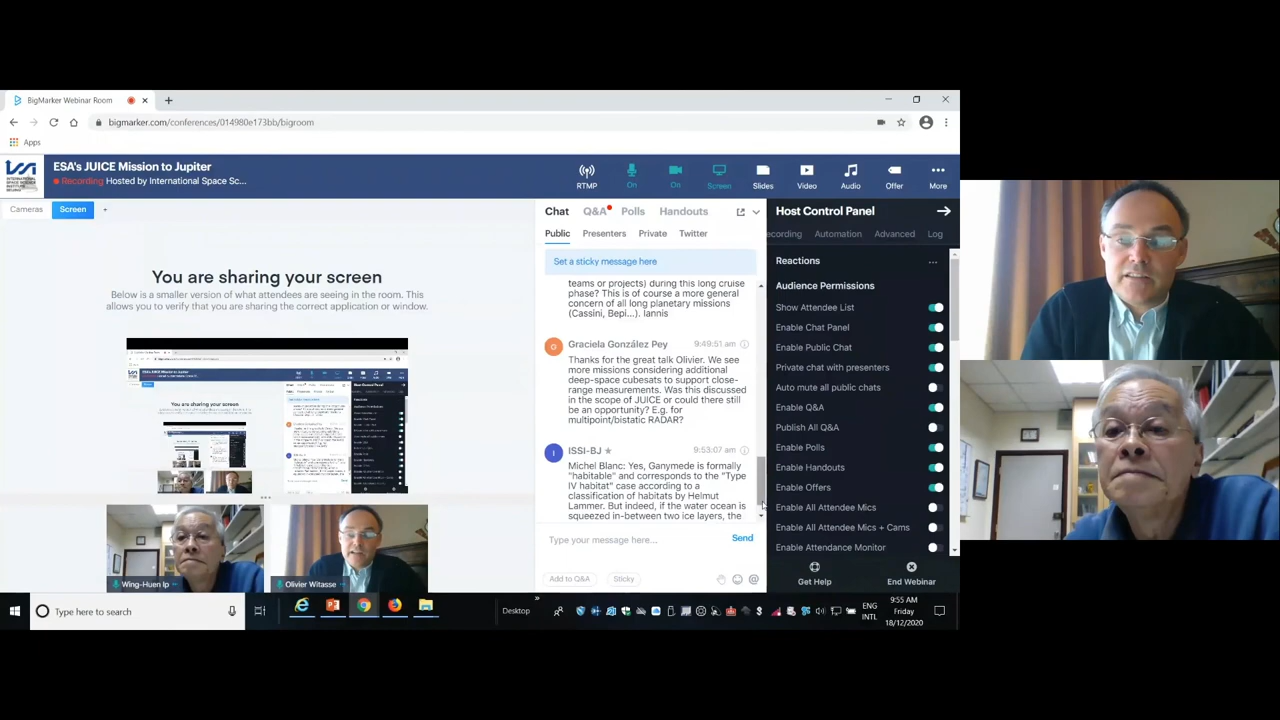 BigMarker Webinar Room
bigmarker.com/conferences/014980e173bb/bigroom
Apps
INTERNATIONAL
SPACE SCIENCE
INSTITUTE
BEIJING
ESA's JUICE Mission to Jupiter
Recording Hosted by International Space Sc...
RTMP
On
On
Screen
Slides
Video
Audio
Offer
More
Cameras
Screen
+
You are sharing your screen
Below is a smaller version of what attendees are seeing in the room. This
allows you to verify that you are sharing the correct application or window.
Wing-Huen Ip
Olivier Witasse
Chat
Q&A
Polls
Handouts
Public
Presenters
Private
Twitter
Set a sticky message here
teams or projects) during this long cruise
phase? This is of course a more general
concern of all long planetary missions
(Cassini, Bepi...). Iannis
G
Graciela González Pey 9:49:51 am
Thanks for the great talk Olivier. We see
more missions considering additional
deep-space cubesats to support close-
range measurements. Was this discussed
in the scope of JUICE or could there still
be an opportunity? E.g. for
multipoint/bistatic RADAR?
I
ISSI-BJ ★ 9:53:07 am
Michel Blanc: Yes, Ganymede is formally
"habitable" and corresponds to the "Type
IV habitat" case according to a
classification of habitats by Helmut
Lammer. But indeed, if the water ocean is
squeezed in-between two ice layers, the
Type your message here...
Send
Add to Q&A
Sticky
Host Control Panel
ecording
Automation
Advanced
Log
Reactions
Audience Permissions
Show Attendee List
Enable Chat Panel
Enable Public Chat
Private chat with presenters
Auto mute all public chats
Enable Q&A
Publish All Q&A
Enable Polls
Enable Handouts
Enable Offers
Enable All Attendee Mics
Enable All Attendee Mics + Cams
Enable Attendance Monitor
Get Help
End Webinar
Type here to search
Desktop
ENG
INTL
9:55 AM
Friday
18/12/2020